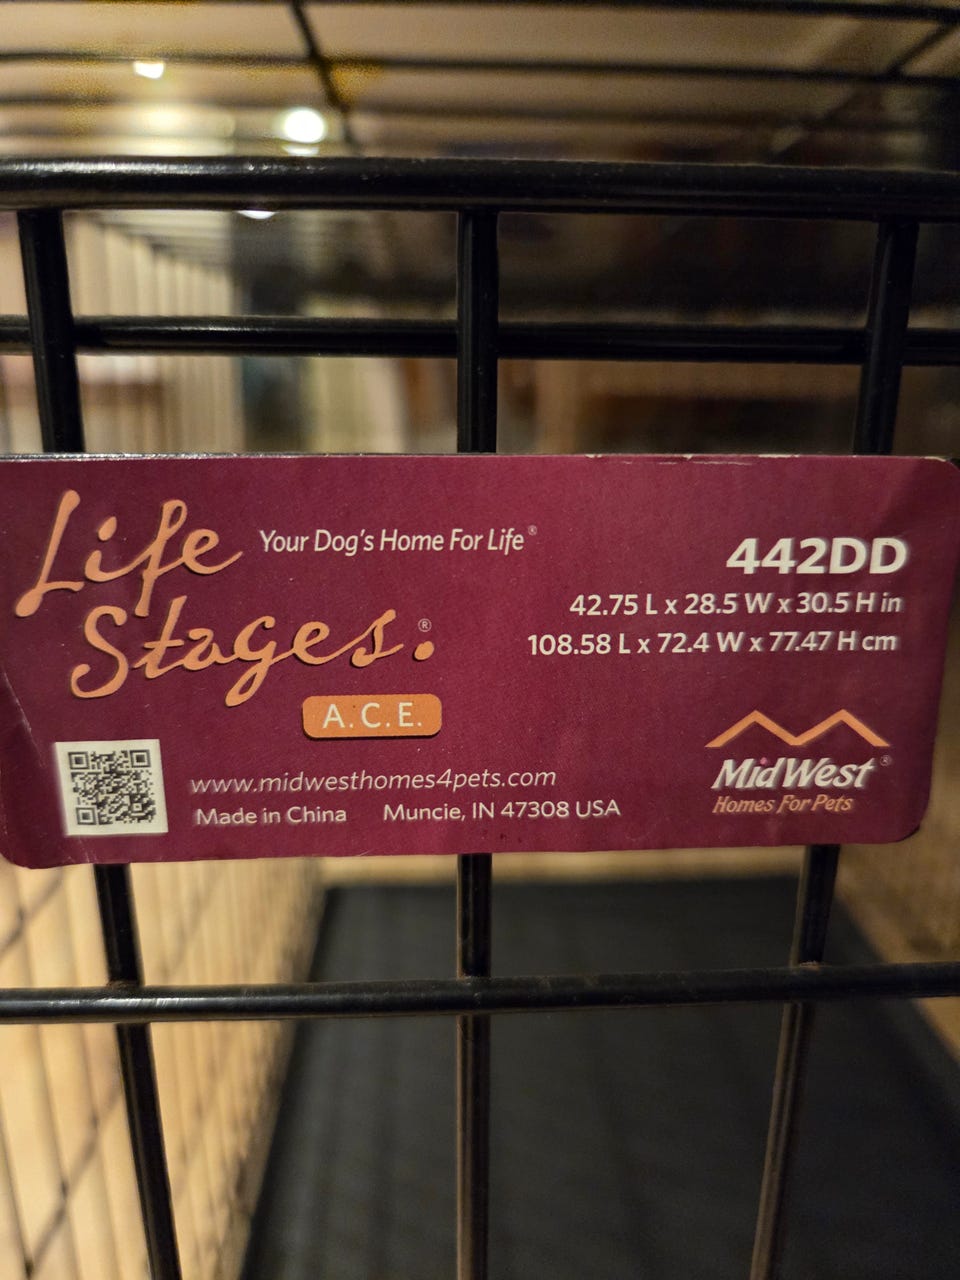 Life
Stages®
Your Dog's Home For Life®
A.C.E.
442DD
42.75 L x 28.5 W x 30.5 H in
108.58 L x 72.4 W x 77.47 H cm
www.midwesthomes4pets.com
Made in China Muncie, IN 47308 USA
MidWest®
Homes For Pets